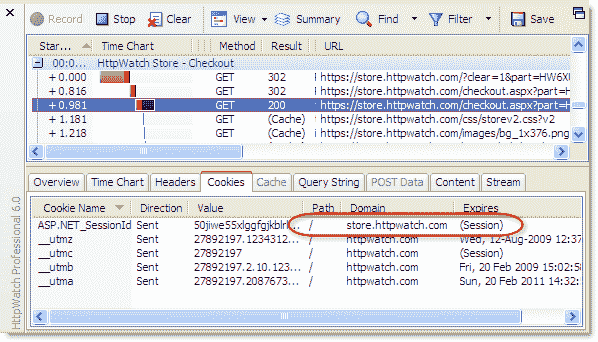 Record Stop Clear View Summary Find Filter Save
Star... Time Chart Method Result URL
00:0... HttpWatch Store - Checkout
+ 0.000 GET 302 https://store.httpwatch.com/?clear=1&part=HW6X
+ 0.816 GET 302 https://store.httpwatch.com/checkout.aspx?part=H
+ 0.981 GET 200 https://store.httpwatch.com/checkout.aspx?part=H
+ 1.181 GET (Cache) https://store.httpwatch.com/css/storev2.css?v2
+ 1.218 GET (Cache) https://store.httpwatch.com/images/bg_1x376.png
Overview Time Chart Headers Cookies Cache Query String POST Data Content Stream
Cookie Name Direction Value Path Domain Expires
ASP.NET_SessionId Sent / store.httpwatch.com (Session)
__utmz Sent 27892197.1234312... / httpwatch.com Wed, 12-Aug-2009 12:37
__utmc Sent 27892197 / httpwatch.com (Session)
__utmb Sent 27892197.2.10.123... / httpwatch.com Fri, 20 Feb 2009 15:02:5
__utma Sent 27892197.2087673... / httpwatch.com Sun, 20 Feb 2011 14:32:
HttpWatch Professional 6.0